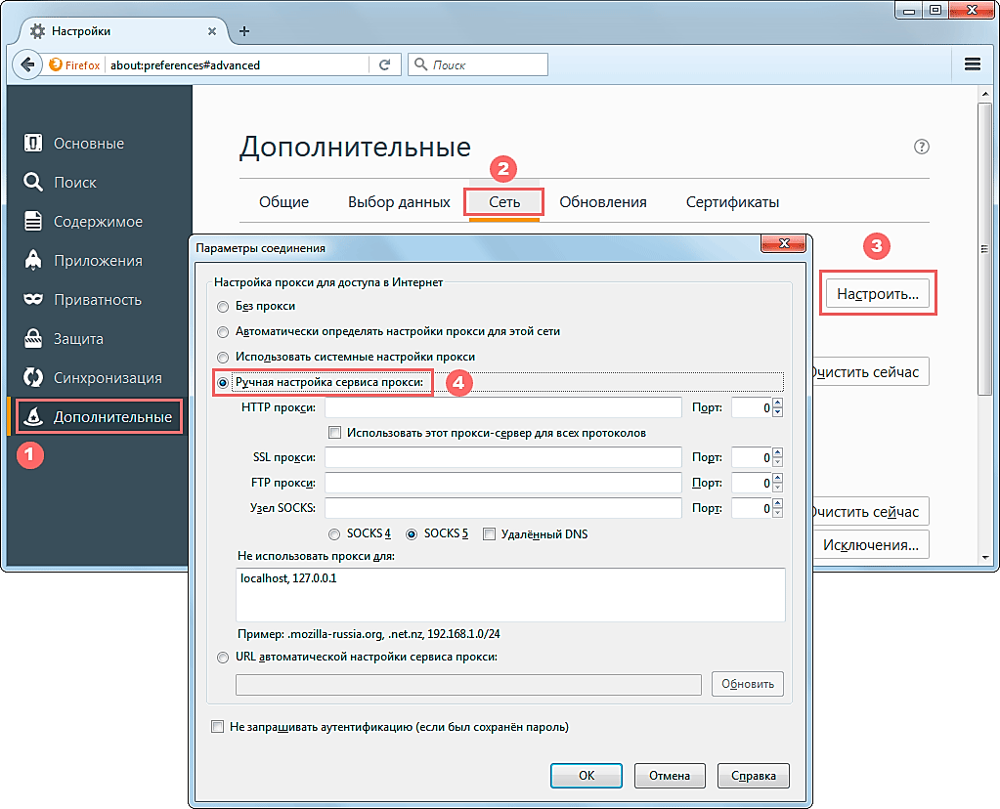 Настройки
Firefox about:preferences#advanced Поиск
Основные
Поиск
Содержимое
Приложения
Приватность
Защита
Синхронизация
Дополнительные
1
Дополнительные
?
2
Общие Выбор данных Сеть Обновления Сертификаты
3
Настроить...
Очистить сейчас
Очистить сейчас
Исключения...
Параметры соединения
Настройка прокси для доступа в Интернет
Без прокси
Автоматически определять настройки прокси для этой сети
Использовать системные настройки прокси
Ручная настройка сервиса прокси:
4
HTTP прокси: Порт: 0
Использовать этот прокси-сервер для всех протоколов
SSL прокси: Порт: 0
FTP прокси: Порт: 0
Узел SOCKS: Порт: 0
SOCKS 4 SOCKS 5 Удалённый DNS
Не использовать прокси для:
localhost, 127.0.0.1
Пример: .mozilla-russia.org, .net.nz, 192.168.1.0/24
URL автоматической настройки сервиса прокси:
Обновить
Не запрашивать аутентификацию (если был сохранён пароль)
OK Отмена Справка